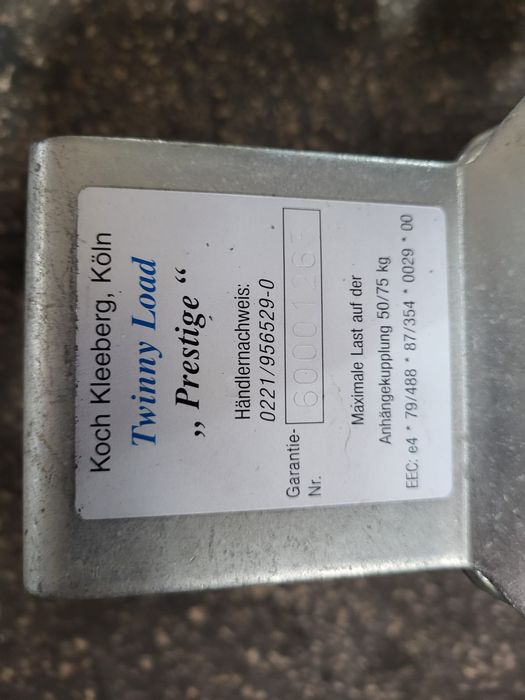 Koch Kleeberg, Köln
Twinny Load
„ Prestige “
Händlernachweis:
0221/956529-0
Garantie-
Nr.
Maximale Last auf der
Anhängekupplung 50/75 kg
EEC: e4 * 79/488 * 87/354 * 0029 * 00